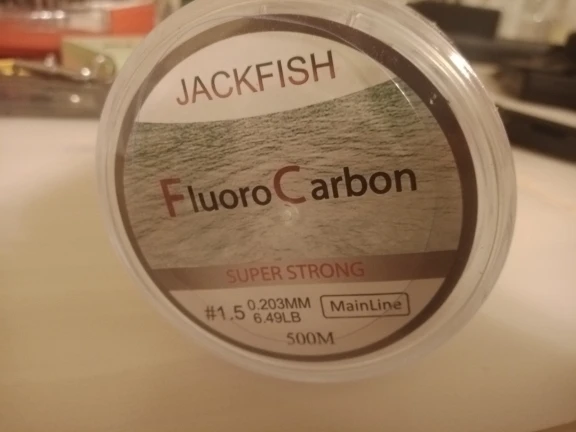 JACKFISH
FluoroCarbon
SUPER STRONG
#1.5 0.203MM 6.49LB MainLine
500M